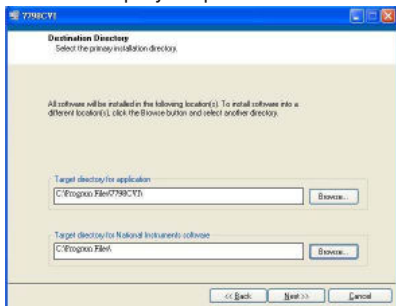 7798CVI
Destination Directory
Select the primary installation directory.
All software will be installed in the following location(s). To install software into a
different location(s), click the Browse button and select another directory.
Target directory for application
C:\Program Files\7798CVI\
Browse...
Target directory for National Instruments software
C:\Program Files\
Browse...
<< Back
Next >>
Cancel